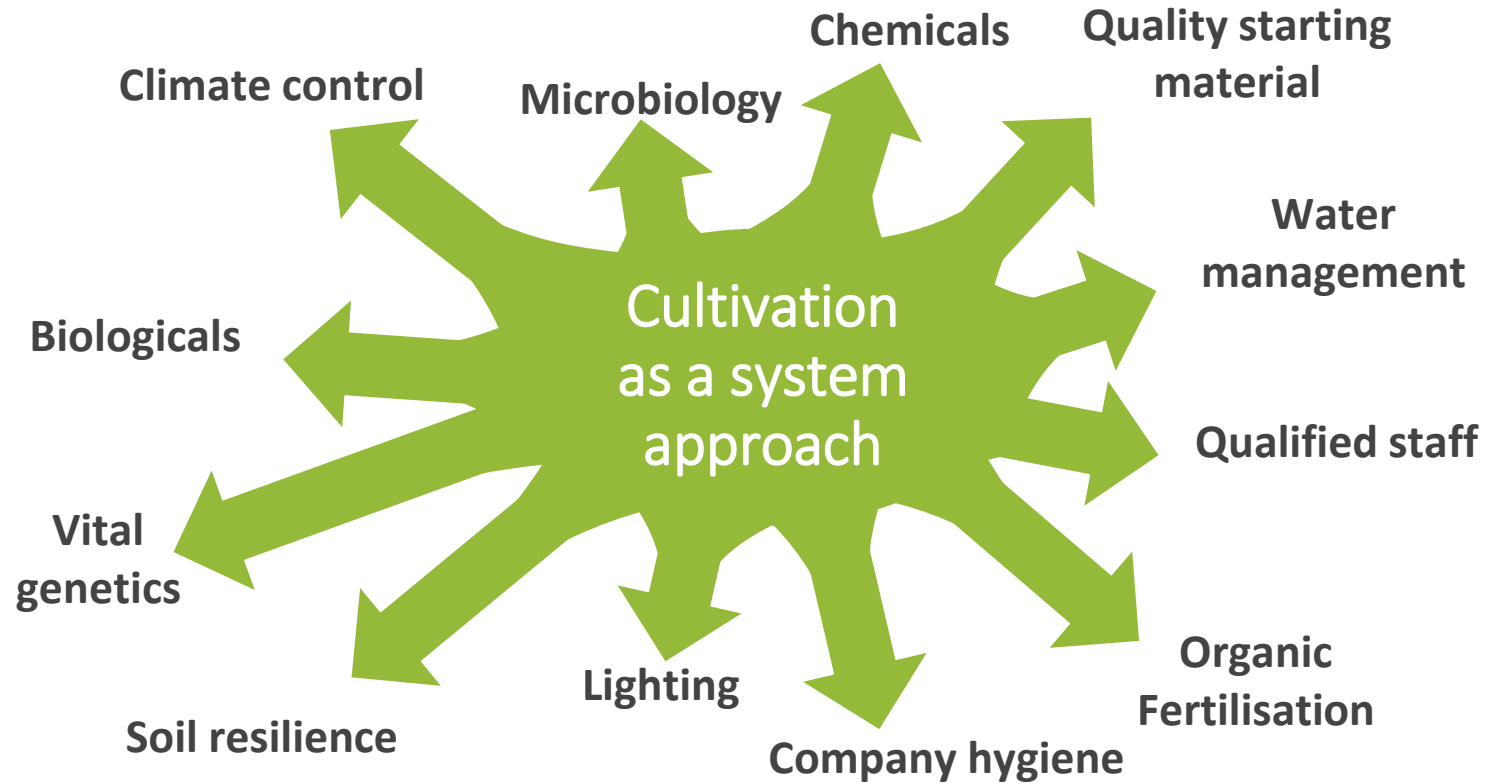 Chemicals
Quality starting
material
Climate control
Microbiology
Water
management
Biologicals
Cultivation
as a system
approach
Qualified staff
Vital
genetics
Organic
Fertilisation
Lighting
Soil resilience
Company hygiene